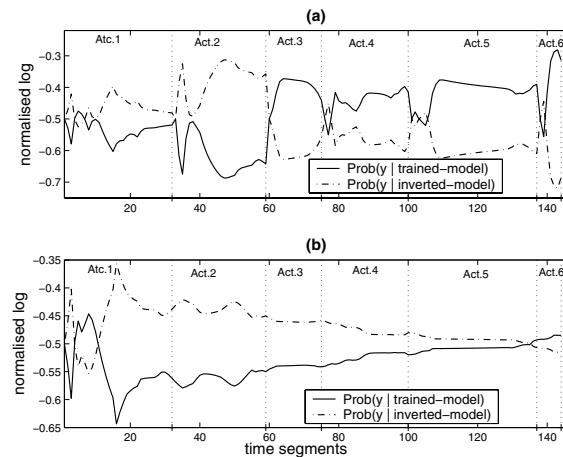 (a)
Atc.1 Act.2 Act.3 Act.4 Act.5 Act.6
−0.3
−0.4
−0.5
−0.6
−0.7
normalised log
Prob(y | trained−model)
Prob(y | inverted−model)
20 40 60 80 100 120 140
(b)
Atc.1 Act.2 Act.3 Act.4 Act.5 Act.6
−0.35
−0.4
−0.45
−0.5
−0.55
−0.6
−0.65
normalised log
Prob(y | trained−model)
Prob(y | inverted−model)
20 40 60 80 100 120 140
time segments